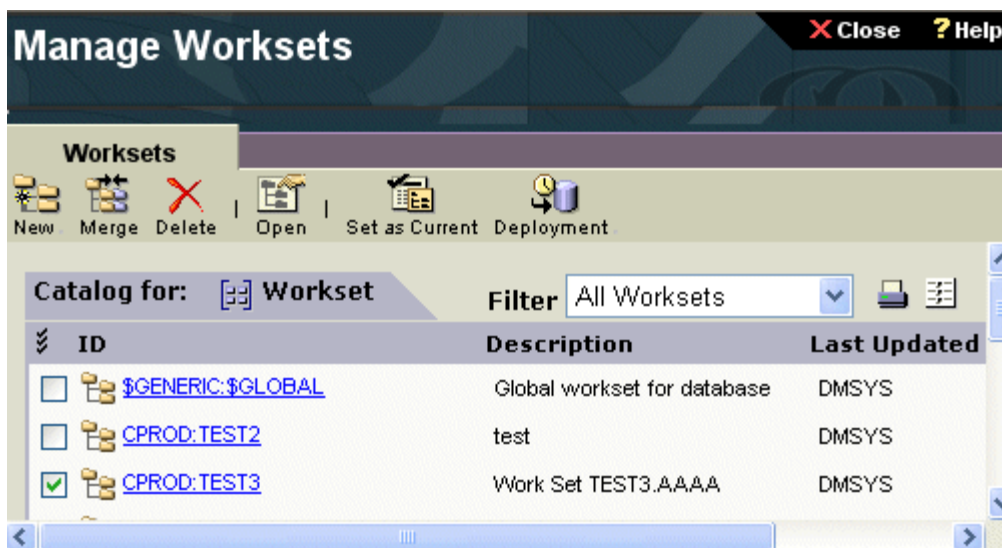 Manage Worksets
Close
? Help
Worksets
New Merge Delete Open Set as Current Deployment
Catalog for: Workset Filter All Worksets
ID Description Last Updated
$GENERIC:$GLOBAL Global workset for database DMSYS
CPROD:TEST2 test DMSYS
CPROD:TEST3 Work Set TEST3.AAAA DMSYS